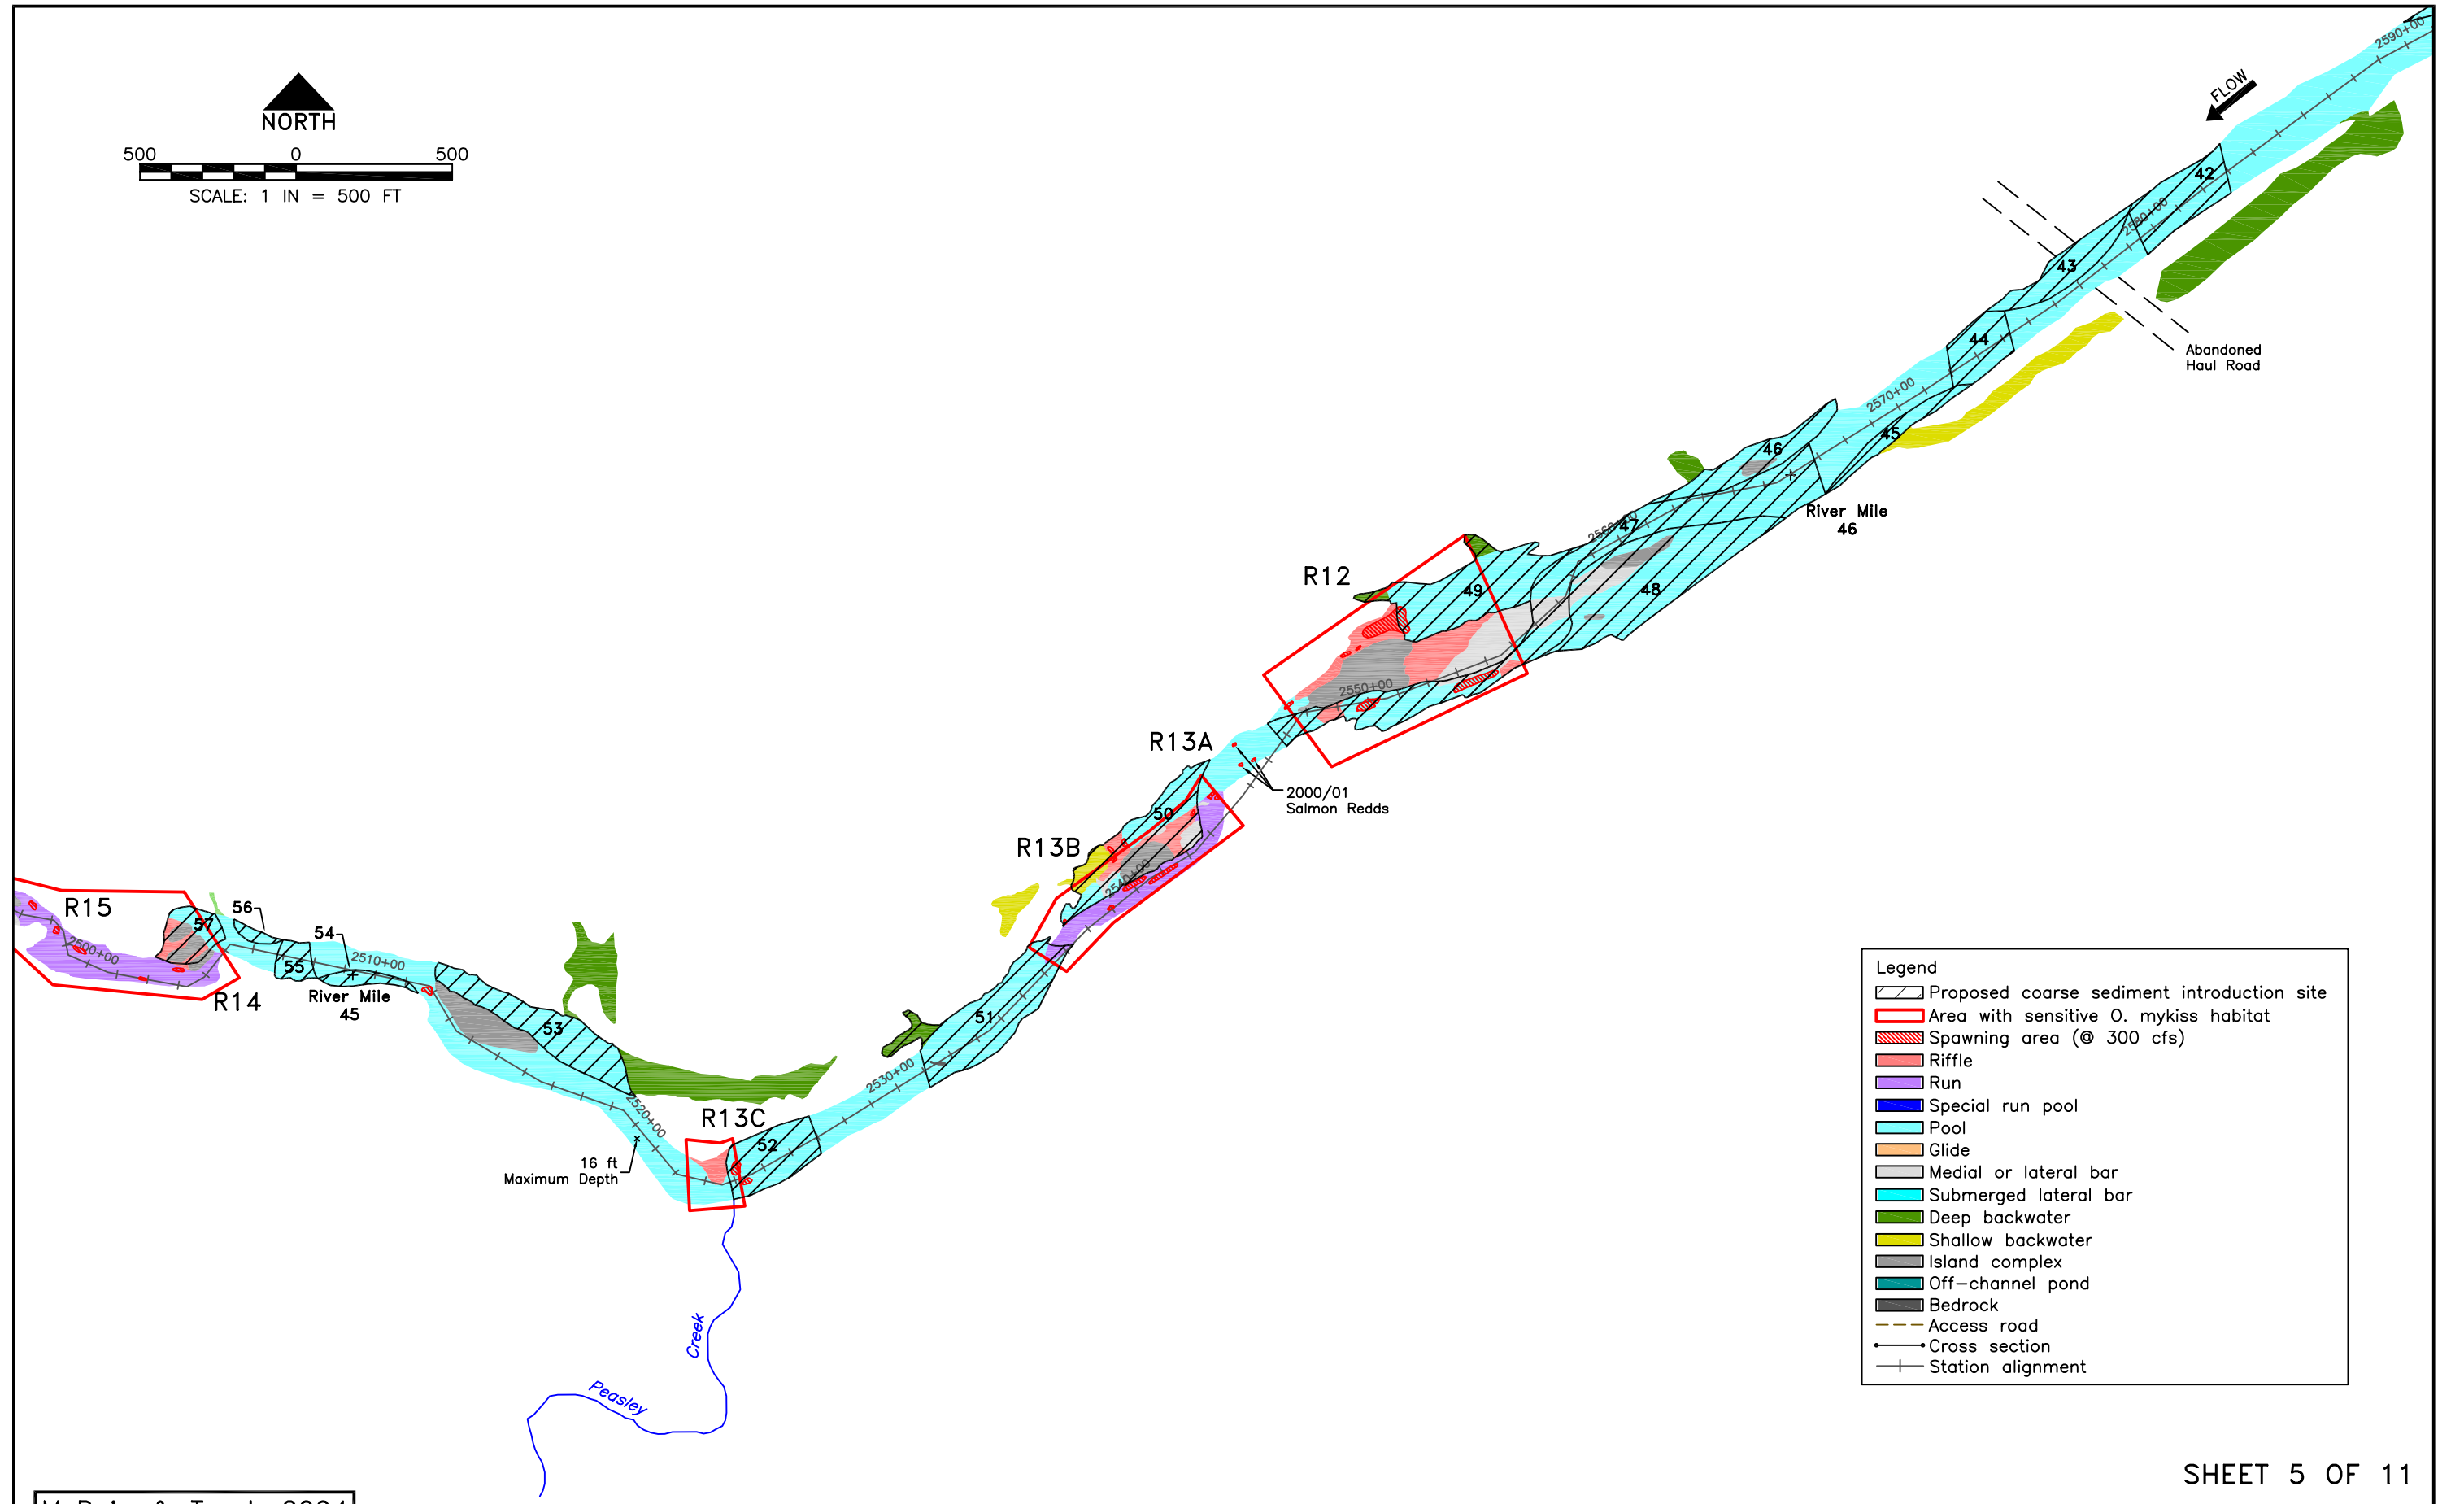 2590+00
FLOW
NORTH
500 0 500
SCALE: 1 IN = 500 FT
42
2580+00
43
44
Abandoned
Haul Road
2570+00
45
46
River Mile
46
2560+00
47
48
R12
49
2550+00
R13A
2000/01
Salmon Redds
50
R13B
2540+00
R15
56
54
57
2500+00
2510+00
55
River Mile
45
R14
53
51
2530+00
2520+00
R13C
52
16 ft
Maximum Depth
Creek
Peasley
Legend
Proposed coarse sediment introduction site
Area with sensitive O. mykiss habitat
Spawning area (@ 300 cfs)
Riffle
Run
Special run pool
Pool
Glide
Medial or lateral bar
Submerged lateral bar
Deep backwater
Shallow backwater
Island complex
Off-channel pond
Bedrock
Access road
Cross section
Station alignment
SHEET 5 OF 11